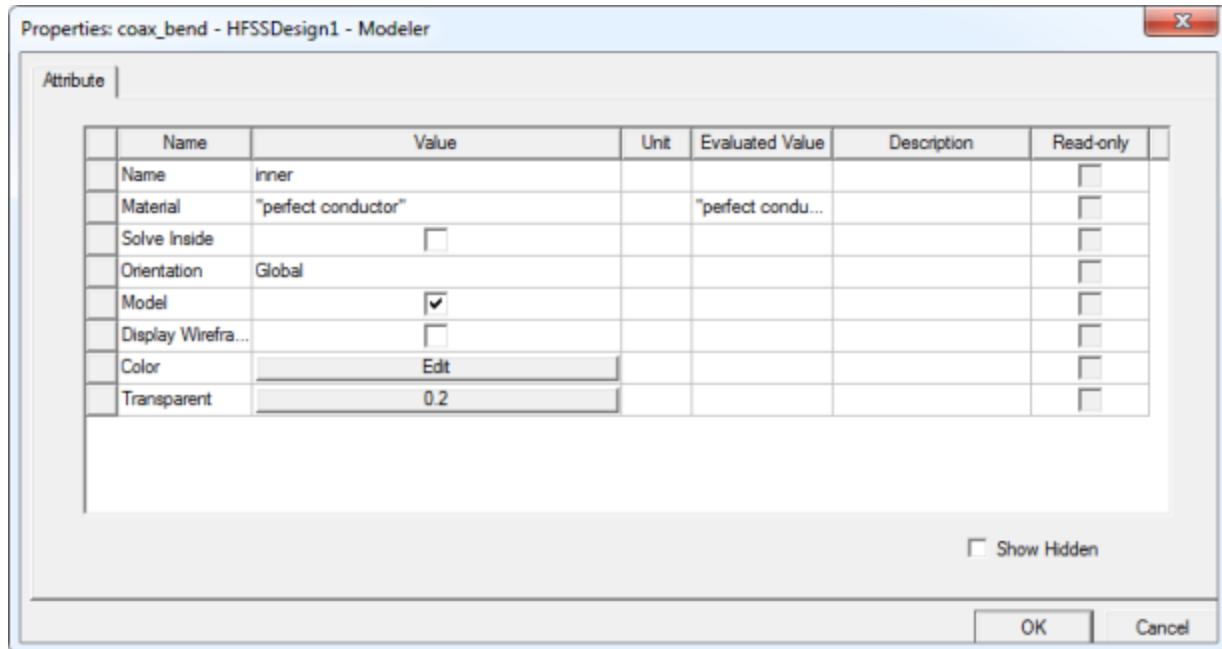 Properties: coax_bend - HFSSDesign1 - Modeler
Attribute
Name Value Unit Evaluated Value Description Read-only
Name inner
Material "perfect conductor" "perfect condu...
Solve Inside
Orientation Global
Model
Display Wirefra...
Color Edit
Transparent 0.2
Show Hidden
OK Cancel